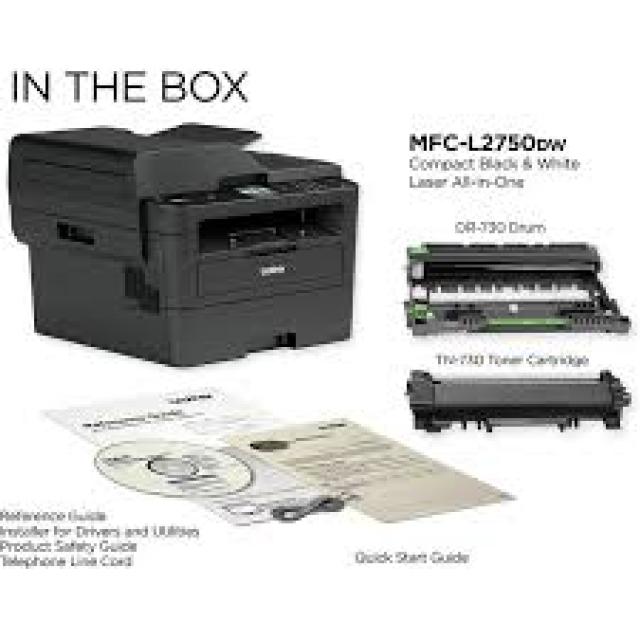 IN THE BOX
MFC-L2750DW
Compact Black & White
Laser All-in-One
DR-730 Drum
brother
TN-730 Toner Cartridge
Reference Guide
Installer for Drivers and Utilities
Product Safety Guide
Telephone Line Cord
Quick Start Guide